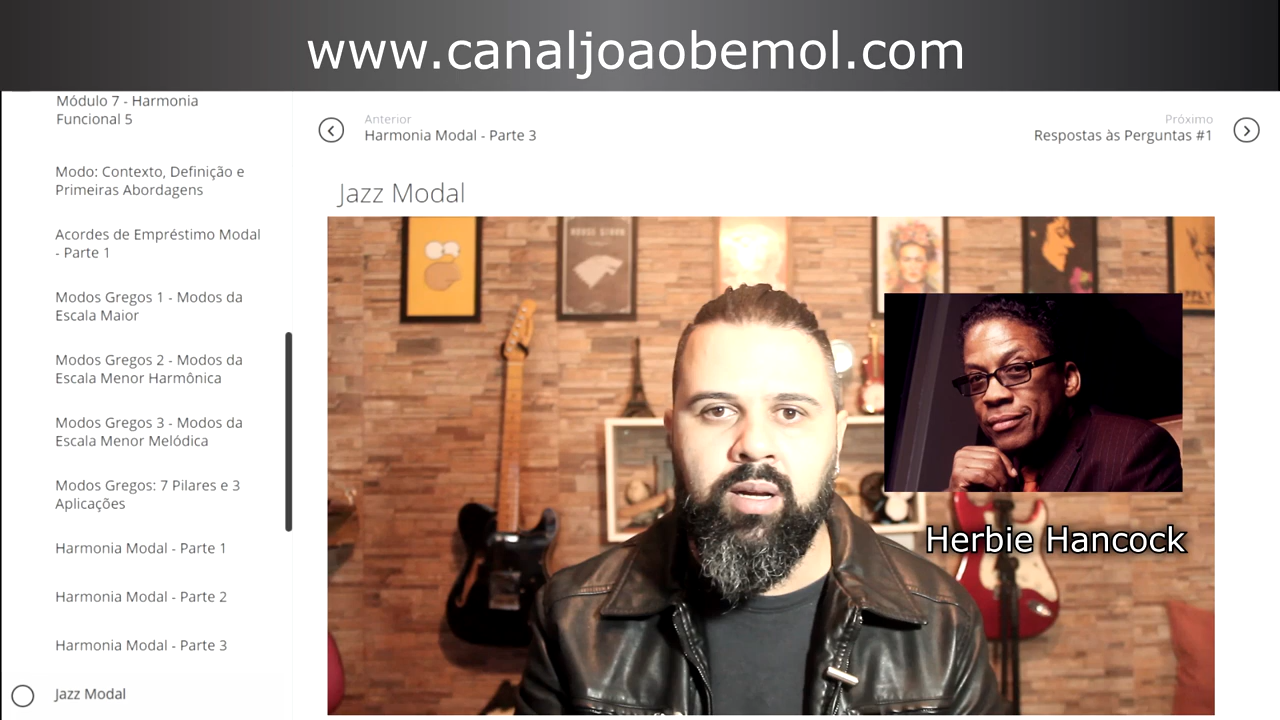 www.canaljoaobemol.com
Módulo 7 - Harmonia
Funcional 5
Modo: Contexto, Definição e
Primeiras Abordagens
Acordes de Empréstimo Modal
- Parte 1
Modos Gregos 1 - Modos da
Escala Maior
Modos Gregos 2 - Modos da
Escala Menor Harmônica
Modos Gregos 3 - Modos da
Escala Menor Melódica
Modos Gregos: 7 Pilares e 3
Aplicações
Harmonia Modal - Parte 1
Harmonia Modal - Parte 2
Harmonia Modal - Parte 3
Jazz Modal
Anterior
Harmonia Modal - Parte 3
Próximo
Respostas às Perguntas #1
Jazz Modal
HOUSE STARK
Herbie Hancock